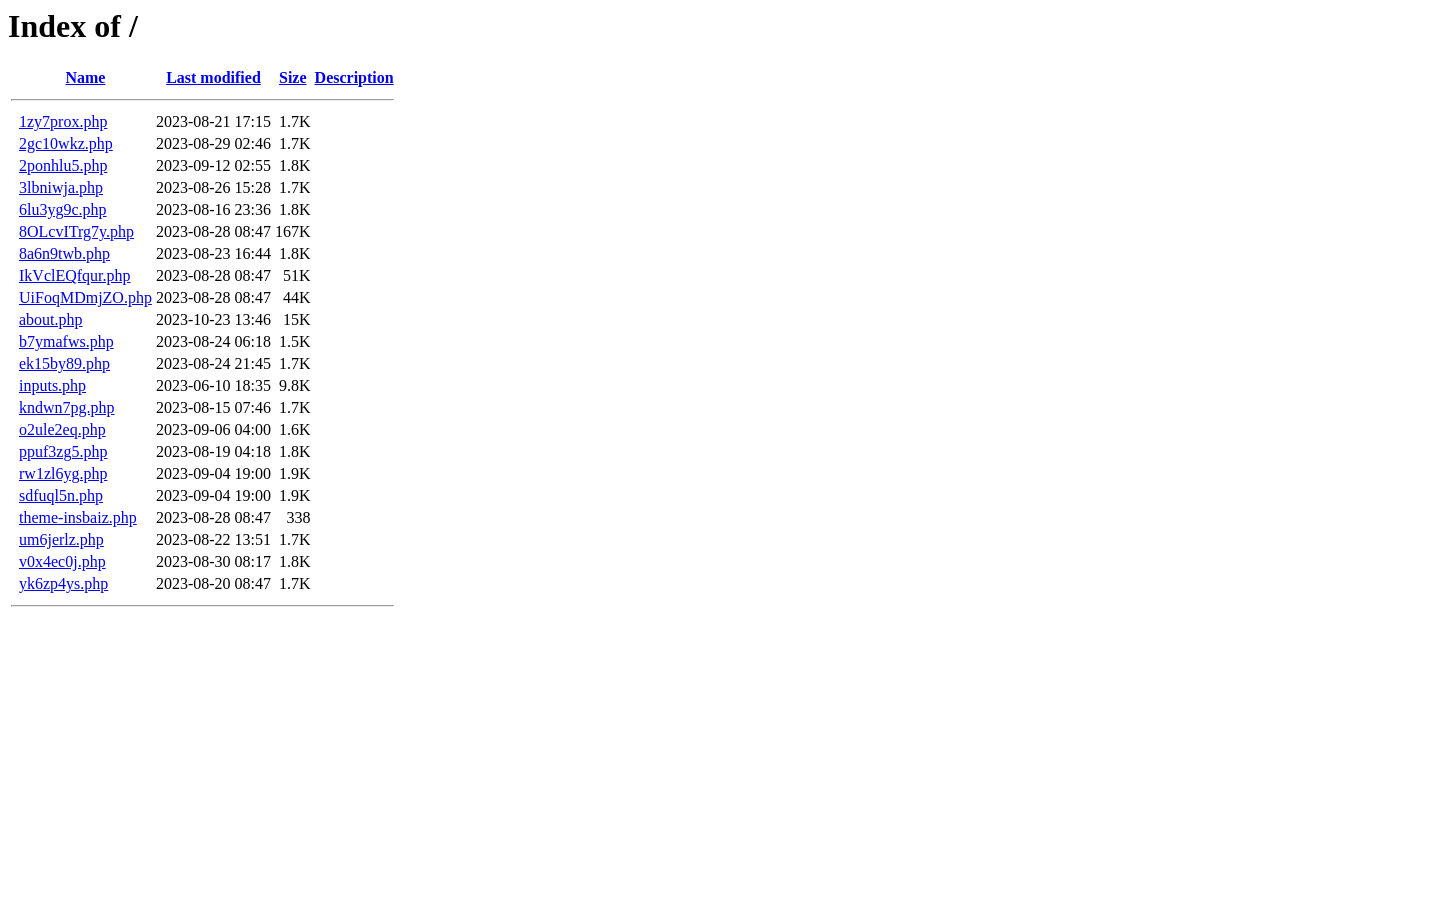 Index of /
Name Last modified Size Description
1zy7prox.php 2023-08-21 17:15 1.7K
2gc10wkz.php 2023-08-29 02:46 1.7K
2ponhlu5.php 2023-09-12 02:55 1.8K
3lbniwja.php 2023-08-26 15:28 1.7K
6lu3yg9c.php 2023-08-16 23:36 1.8K
8OLcvITrg7y.php 2023-08-28 08:47 167K
8a6n9twb.php 2023-08-23 16:44 1.8K
IkVclEQfqur.php 2023-08-28 08:47 51K
UiFoqMDmjZO.php 2023-08-28 08:47 44K
about.php 2023-10-23 13:46 15K
b7ymafws.php 2023-08-24 06:18 1.5K
ek15by89.php 2023-08-24 21:45 1.7K
inputs.php 2023-06-10 18:35 9.8K
kndwn7pg.php 2023-08-15 07:46 1.7K
o2ule2eq.php 2023-09-06 04:00 1.6K
ppuf3zg5.php 2023-08-19 04:18 1.8K
rw1zl6yg.php 2023-09-04 19:00 1.9K
sdfuql5n.php 2023-09-04 19:00 1.9K
theme-insbaiz.php 2023-08-28 08:47 338
um6jerlz.php 2023-08-22 13:51 1.7K
v0x4ec0j.php 2023-08-30 08:17 1.8K
yk6zp4ys.php 2023-08-20 08:47 1.7K